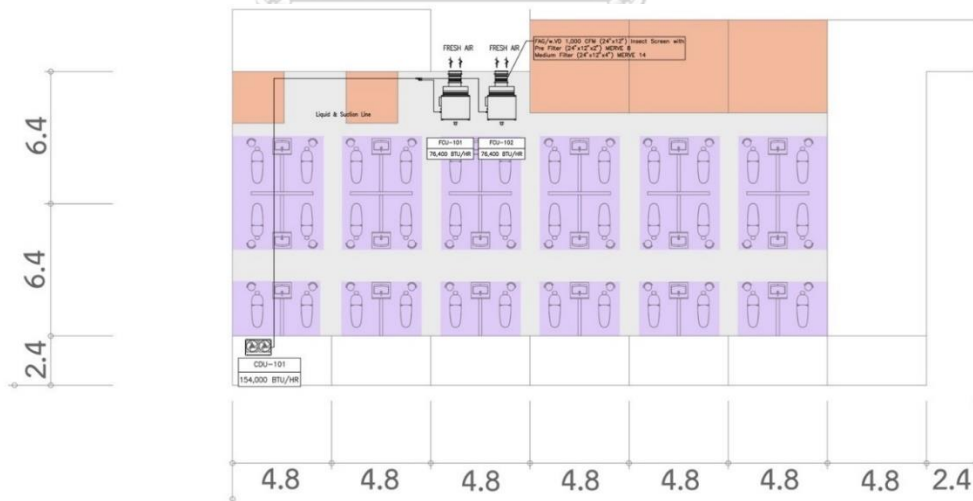 FRESH AIR
FRESH AIR
FAG/w.VD 1,000 CFM (24"x12") Insect Screen with
Pre Filter (24"x12"x2") MERVE 8
Medium Filter (24"x12"x4") MERVE 14
Liquid & Suction Line
FCU-101
76,400 BTU/HR
FCU-102
76,400 BTU/HR
CDU-101
154,000 BTU/HR
6.4
6.4
2.4
4.8
4.8
4.8
4.8
4.8
4.8
4.8
2.4